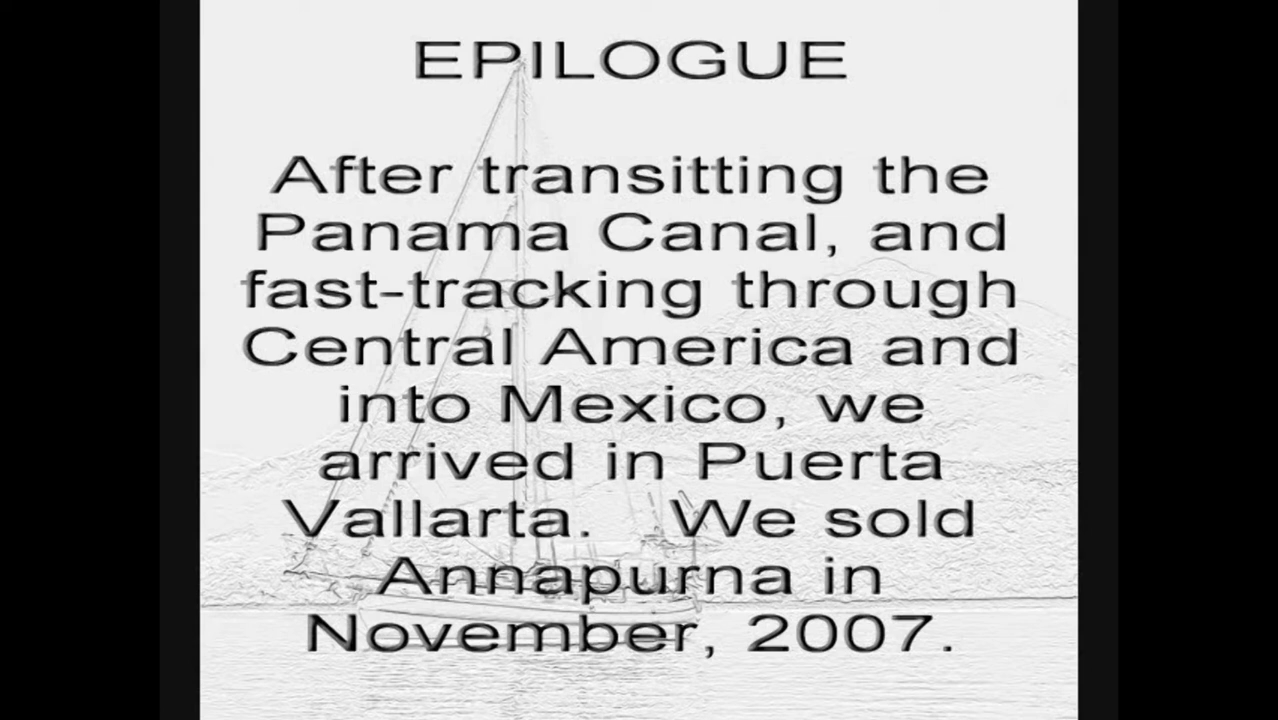 EPILOGUE
After transitting the
Panama Canal, and
fast-tracking through
Central America and
into Mexico, we
arrived in Puerta
Vallarta. We sold
Annapurna in
November, 2007.